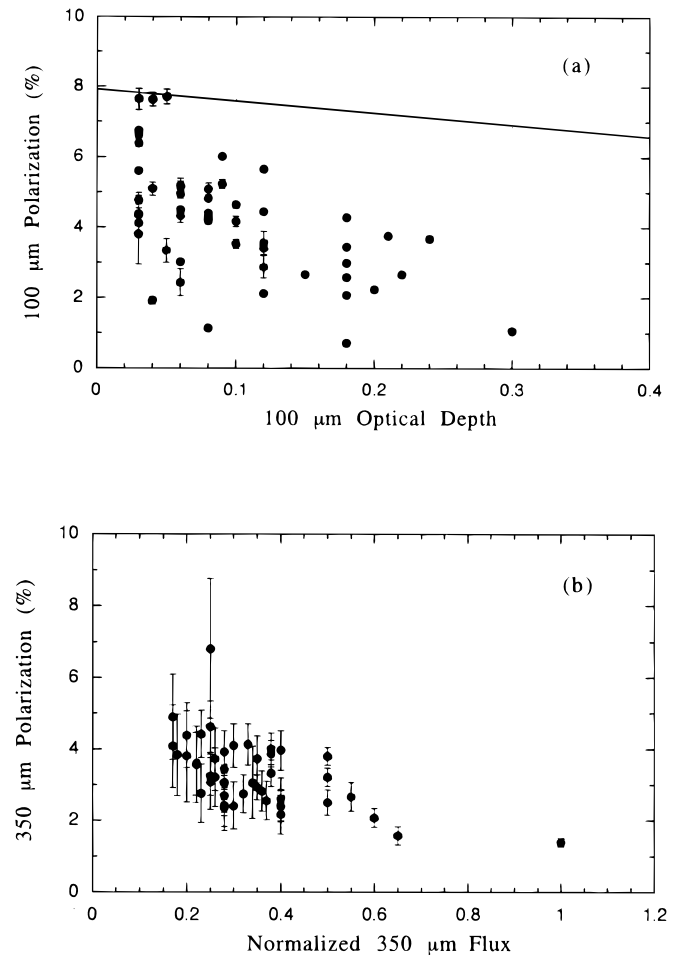 10
(a)
8
6
4
2
0
100 μm Polarization (%)
0 0.1 0.2 0.3 0.4
100 μm Optical Depth
10
(b)
8
6
4
2
0
350 μm Polarization (%)
0 0.2 0.4 0.6 0.8 1 1.2
Normalized 350 μm Flux